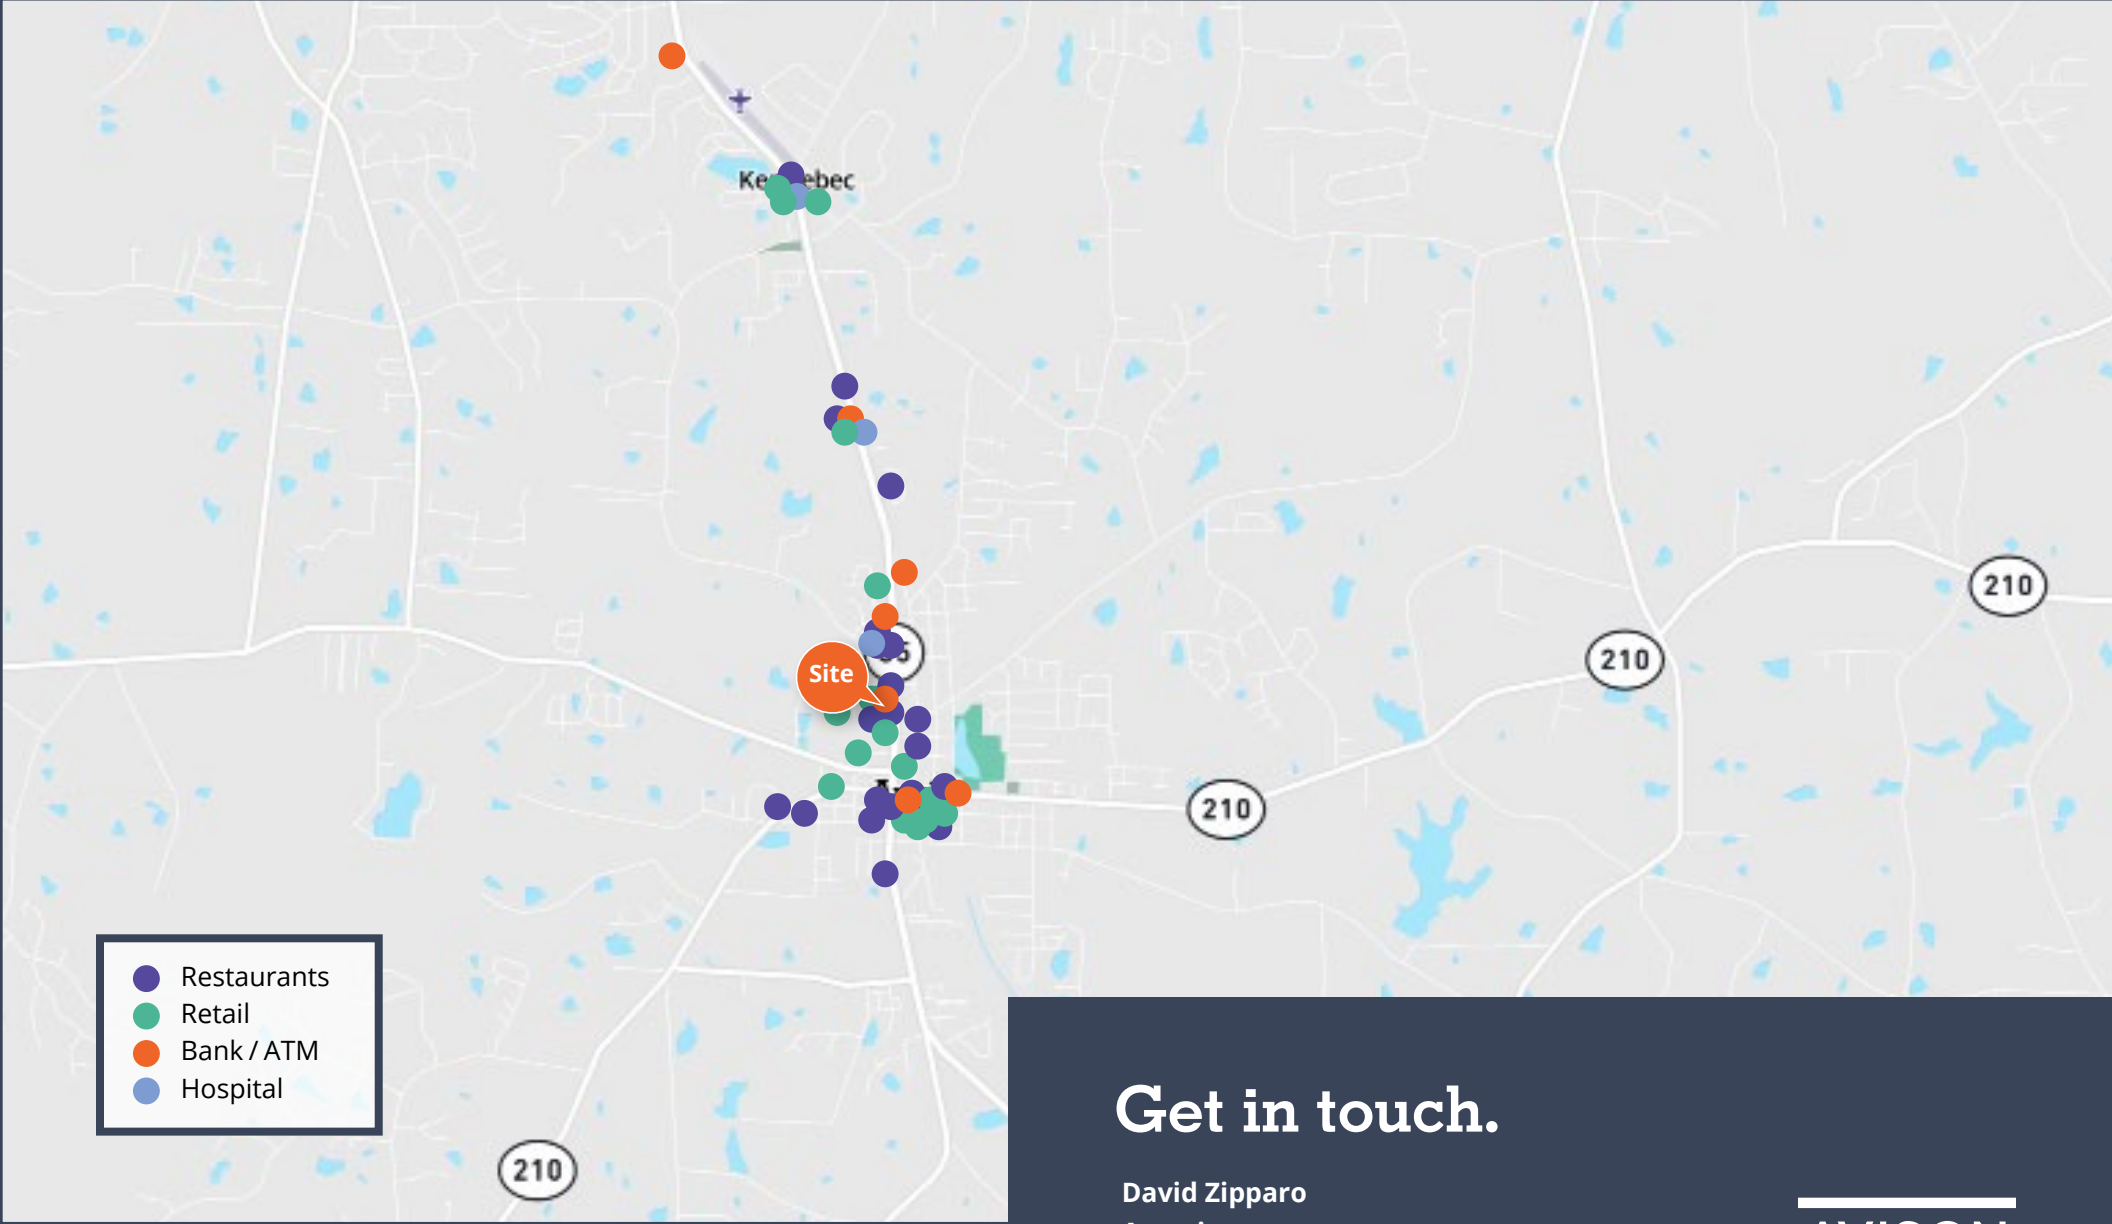 Site
210
210
210
Restaurants
Retail
Bank / ATM
Hospital
210
Get in touch.
David Zipparo